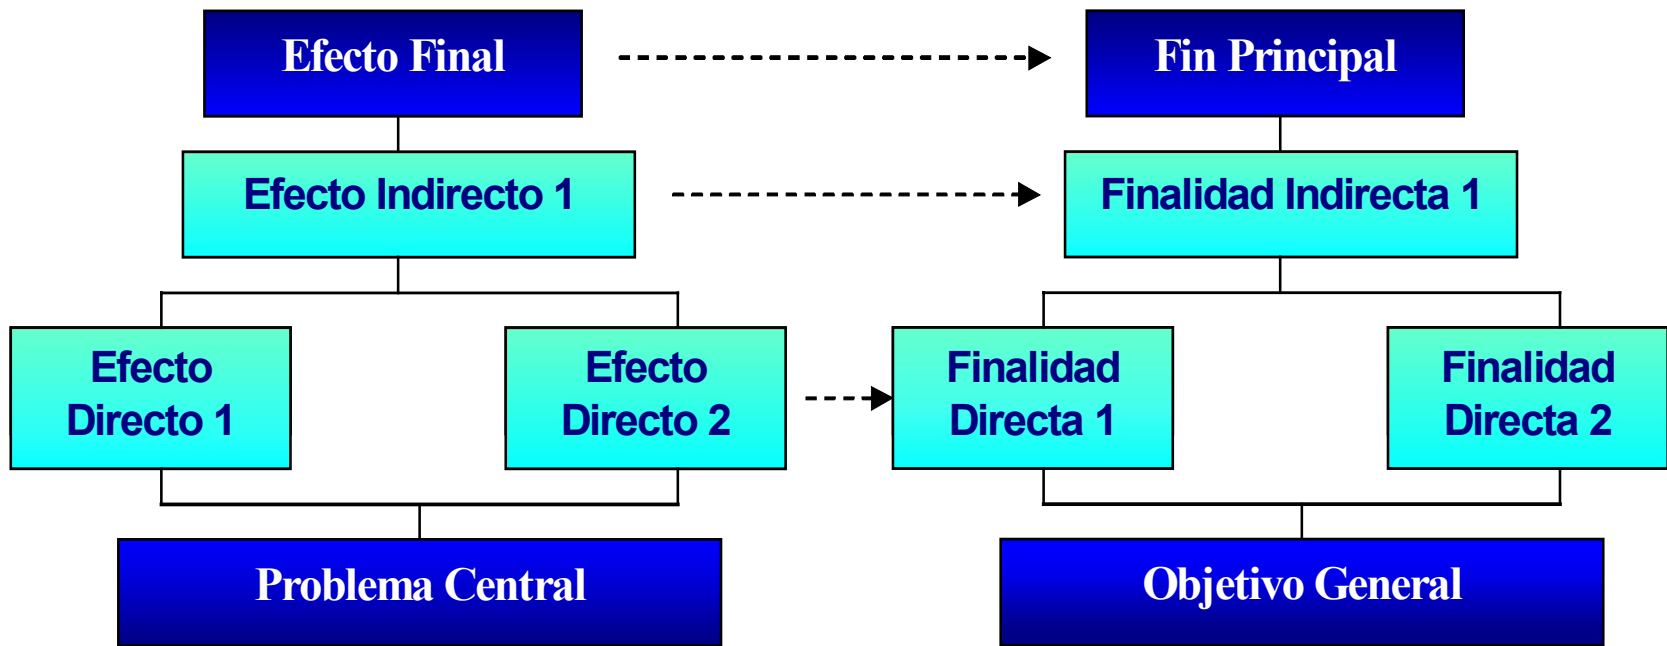 Efecto Final
Fin Principal
Efecto Indirecto 1
Finalidad Indirecta 1
Efecto
Directo 1
Efecto
Directo 2
Finalidad
Directa 1
Finalidad
Directa 2
Problema Central
Objetivo General